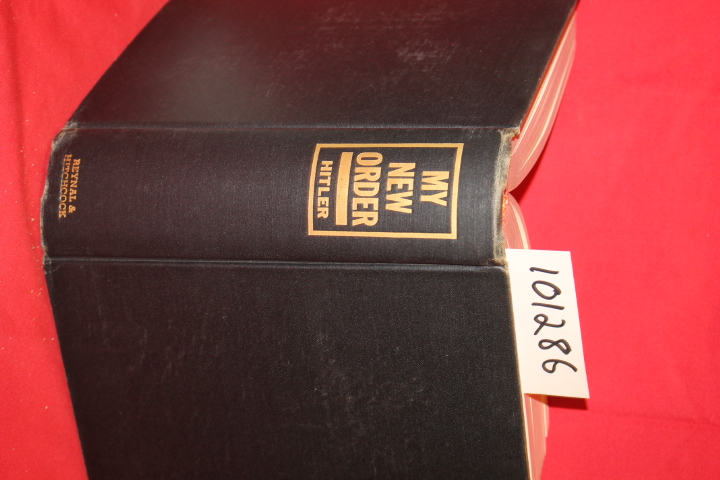 MY
NEW
ORDER
HITLER
REYNAL &
HITCHCOCK
101286